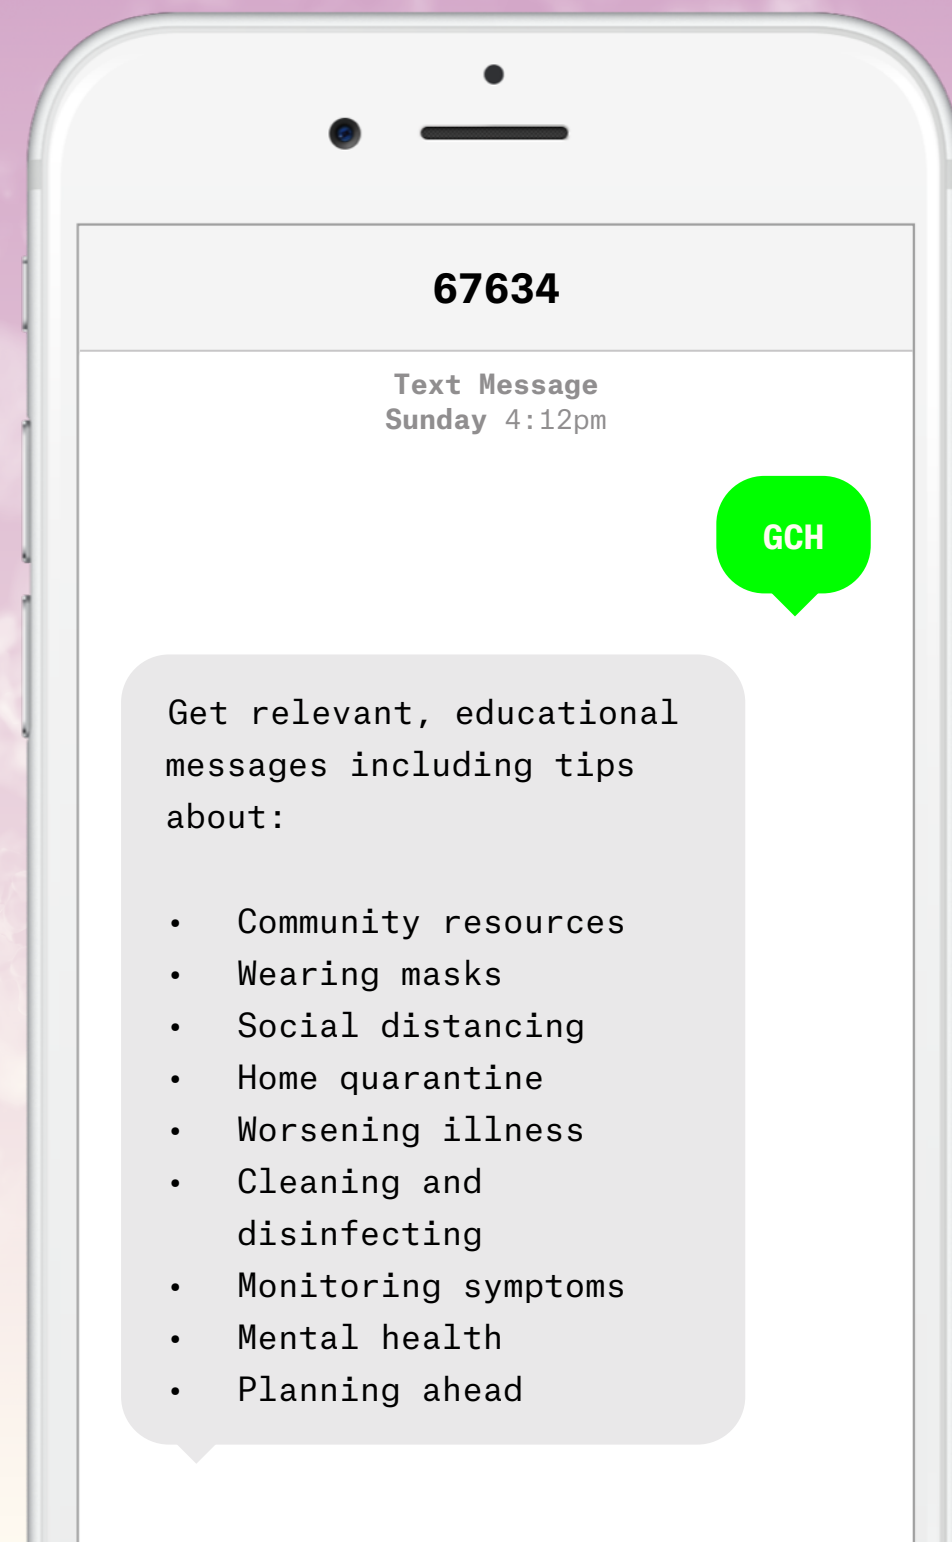 67634
Text Message
Sunday 4:12pm
GCH
Get relevant, educational
messages including tips
about:
• Community resources
• Wearing masks
• Social distancing
• Home quarantine
• Worsening illness
• Cleaning and
disinfecting
• Monitoring symptoms
• Mental health
• Planning ahead